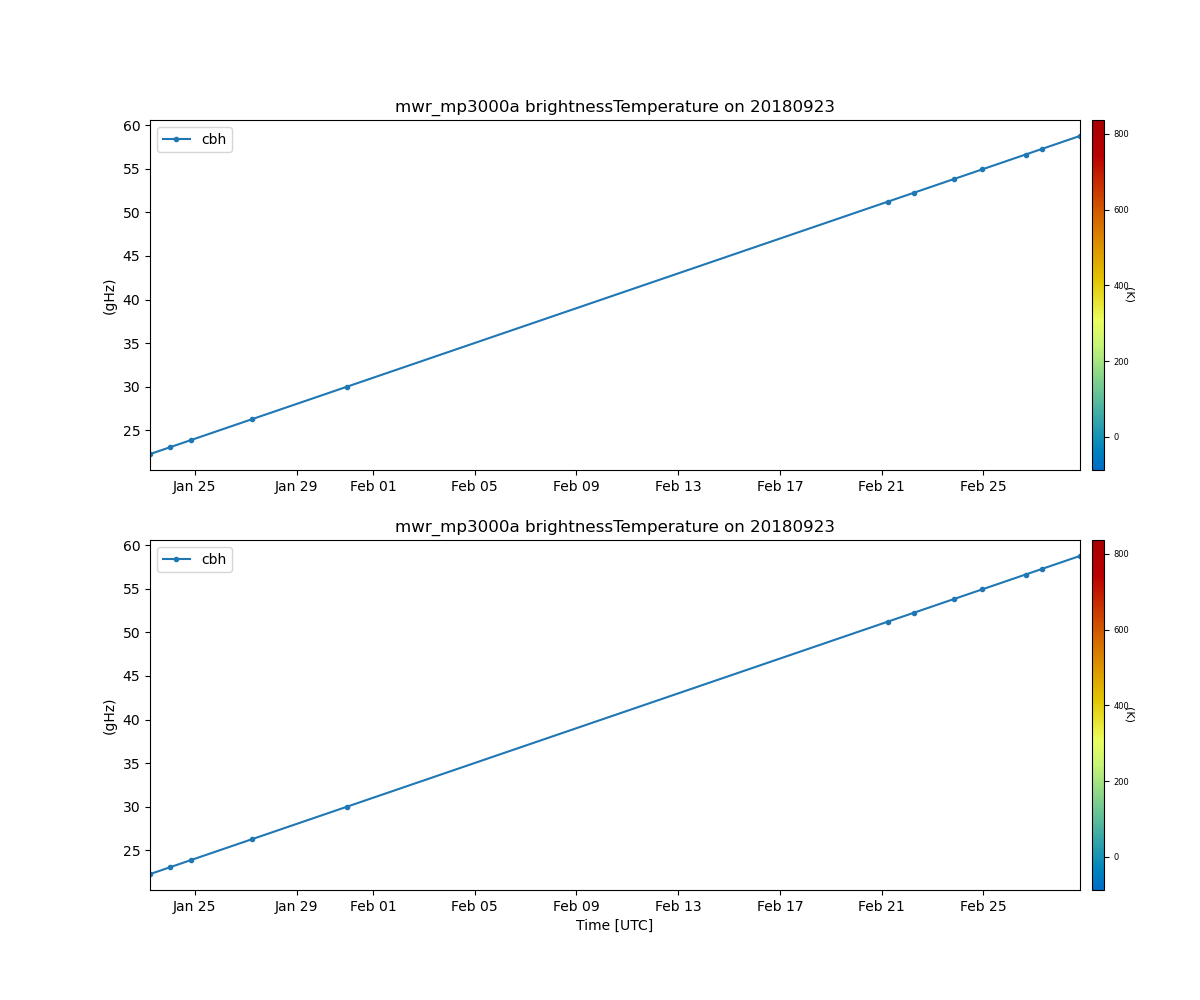 mwr_mp3000a brightnessTemperature on 20180923
cbh
60
55
50
45
40
35
30
25
(gHz)
Jan 25 Jan 29 Feb 01 Feb 05 Feb 09 Feb 13 Feb 17 Feb 21 Feb 25
800
600
400
200
0
(K)
mwr_mp3000a brightnessTemperature on 20180923
cbh
60
55
50
45
40
35
30
25
(gHz)
Jan 25 Jan 29 Feb 01 Feb 05 Feb 09 Feb 13 Feb 17 Feb 21 Feb 25
Time [UTC]
800
600
400
200
0
(K)